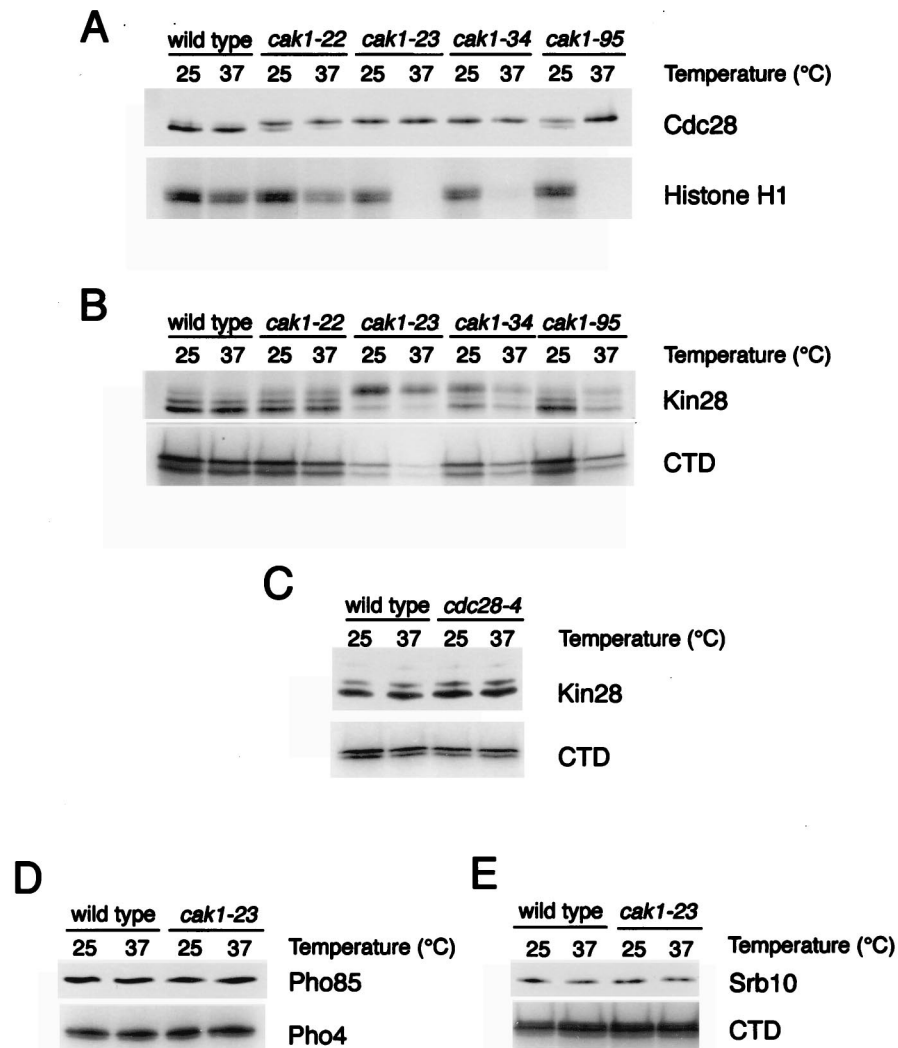 A
wild type cak1-22 cak1-23 cak1-34 cak1-95
25 37 25 37 25 37 25 37 25 37 Temperature (°C)
Cdc28
Histone H1
B
wild type cak1-22 cak1-23 cak1-34 cak1-95
25 37 25 37 25 37 25 37 25 37 Temperature (°C)
Kin28
CTD
C
wild type cdc28-4
25 37 25 37 Temperature (°C)
Kin28
CTD
D
wild type cak1-23
25 37 25 37 Temperature (°C)
Pho85
Pho4
E
wild type cak1-23
25 37 25 37 Temperature (°C)
Srb10
CTD